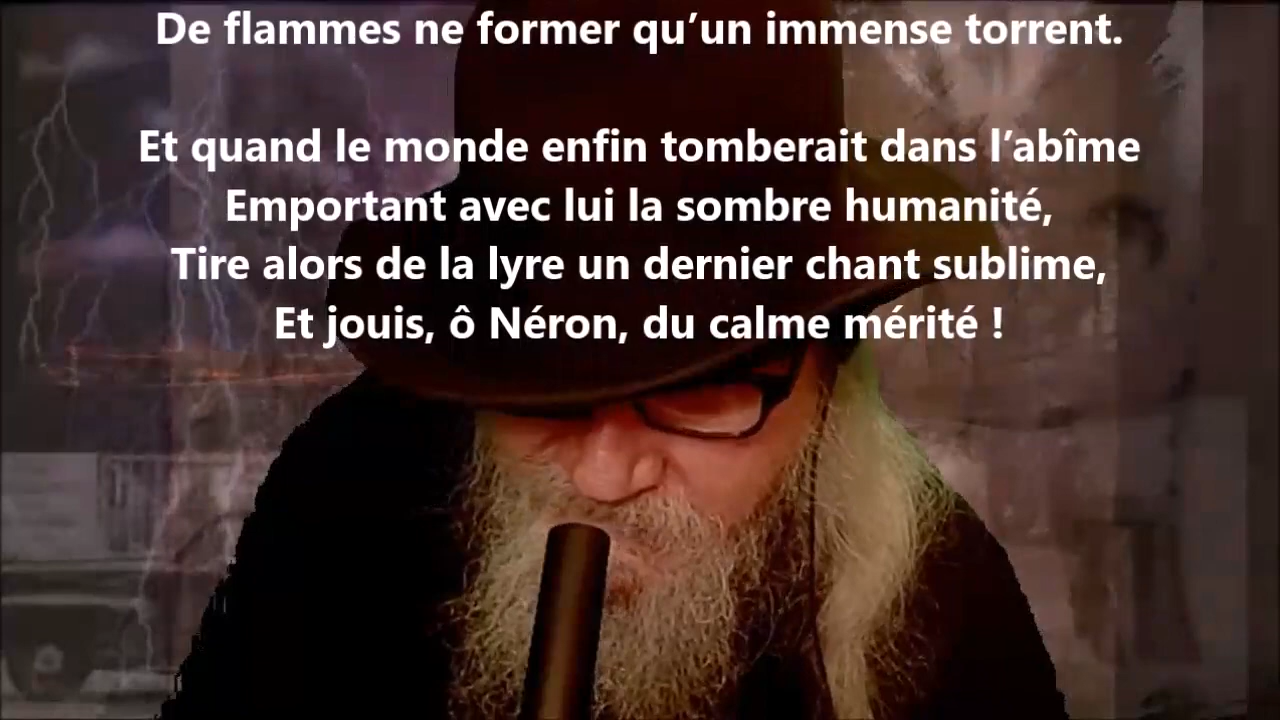 De flammes ne former qu’un immense torrent.
Et quand le monde enfin tomberait dans l’abîme
Emportant avec lui la sombre humanité,
Tire alors de la lyre un dernier chant sublime,
Et jouis, ô Néron, du calme mérité !